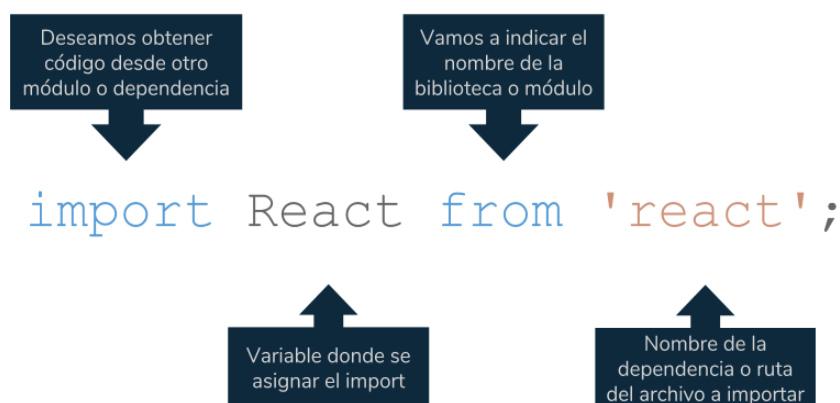 Deseamos obtener
código desde otro
módulo o dependencia
Vamos a indicar el
nombre de la
biblioteca o módulo
import React from 'react';
Variable donde se
asignar el import
Nombre de la
dependencia o ruta
del archivo a importar